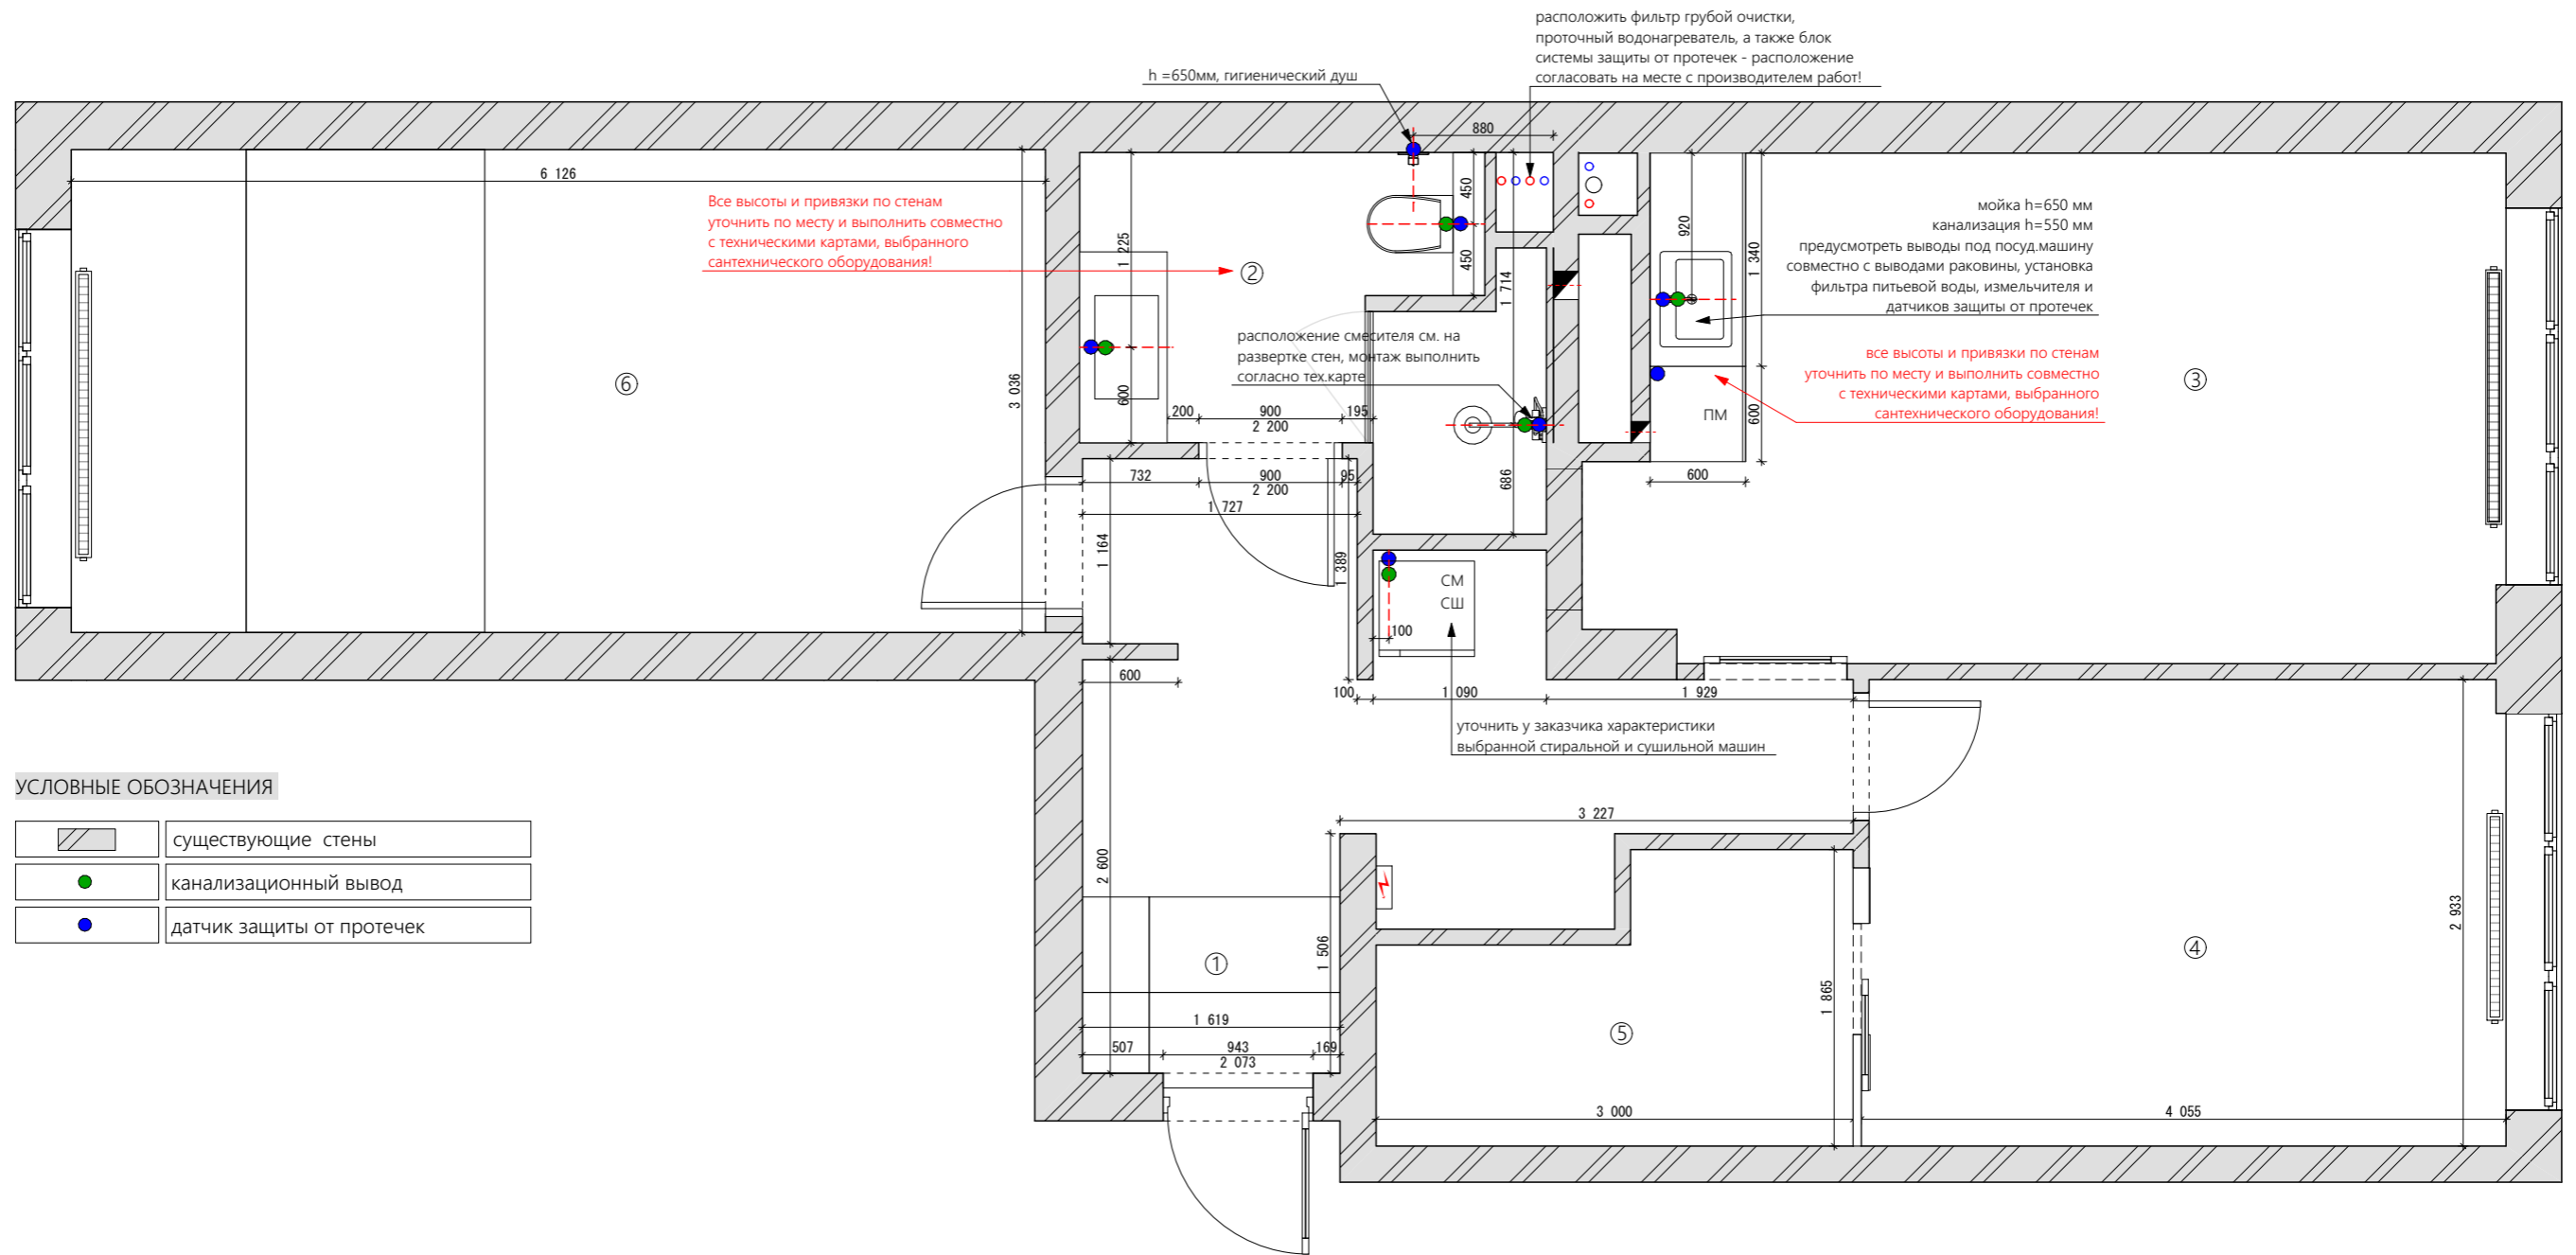 расположить фильтр грубой очистки,
проточный водонагреватель, а также блок
системы защиты от протечек - расположение
согласовать на месте с производителем работ!
h =650мм, гигиенический душ
880
6 126
Все высоты и привязки по стенам
уточнить по месту и выполнить совместно
с техническими картами, выбранного
сантехнического оборудования!
1 225
450
450
1 714
920
1 340
мойка h=650 мм
канализация h=550 мм
предусмотреть выводы под посуд.машину
совместно с выводами раковины, установка
фильтра питьевой воды, измельчителя и
датчиков защиты от протечек
2
расположение смесителя см. на
развертке стен, монтаж выполнить
согласно тех.карте
все высоты и привязки по стенам
уточнить по месту и выполнить совместно
с техническими картами, выбранного
сантехнического оборудования!
6
3 036
600
3
200
900
195
2 200
ПМ
600
732
900
95
2 200
686
600
1 727
1 164
1 389
СМ
СШ
100
600
100
1 090
1 929
уточнить у заказчика характеристики
выбранной стиральной и сушильной машин
УСЛОВНЫЕ ОБОЗНАЧЕНИЯ
существующие стены
канализационный вывод
датчик защиты от протечек
3 227
2 600
1 506
1
2 933
4
1 865
5
1 619
507
943
169
2 073
3 000
4 055